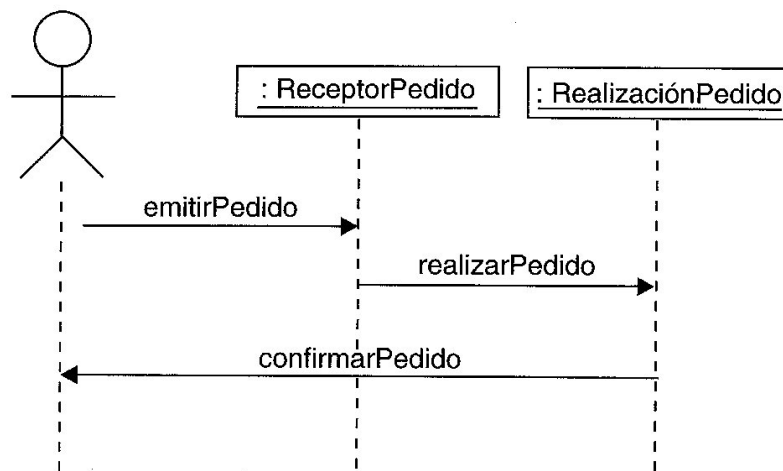 : ReceptorPedido
: RealizaciónPedido
emitirPedido
realizarPedido
confirmarPedido